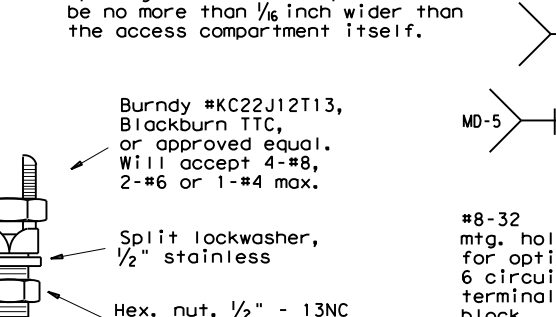 be no more than 1/16 inch wider than
the access compartment itself.
Burndy #KC22J12T13,
Blackburn TTC,
or approved equal.
Will accept 4-#8,
2-#6 or 1-#4 max.
MD-5
Split lockwasher,
1/2" stainless
Hex. nut, 1/2" - 13NC
#8-32
mtg. hol
for opti
6 circui
terminal
block